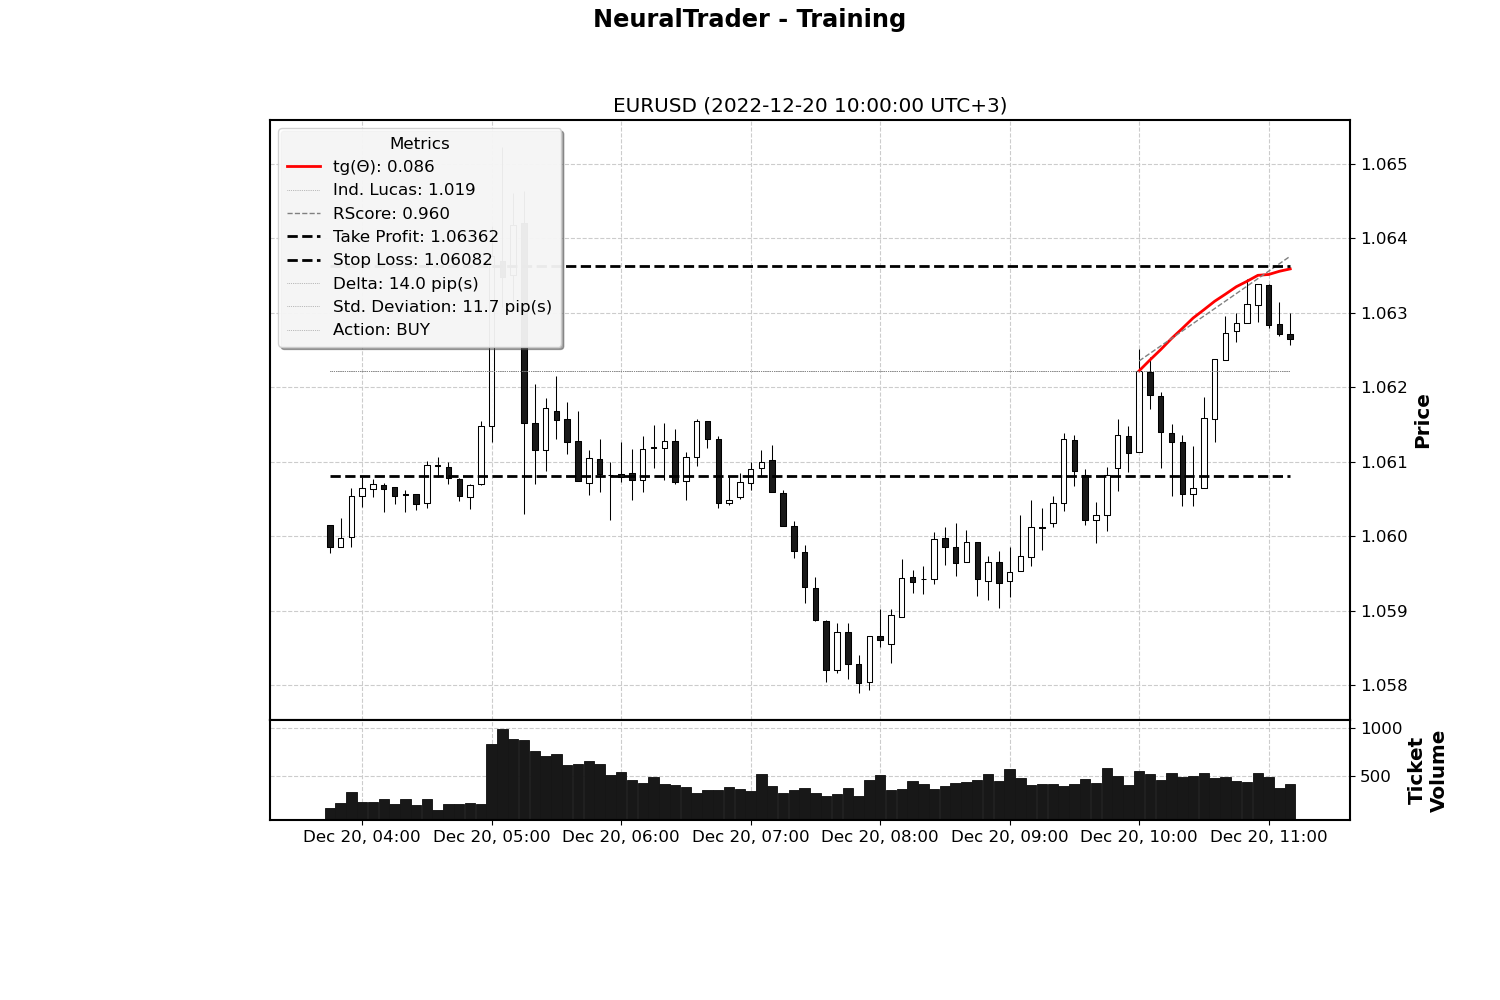 NeuralTrader - Training
EURUSD (2022-12-20 10:00:00 UTC+3)
Metrics
tg(Θ): 0.086
Ind. Lucas: 1.019
RScore: 0.960
Take Profit: 1.06362
Stop Loss: 1.06082
Delta: 14.0 pip(s)
Std. Deviation: 11.7 pip(s)
Action: BUY
1.065
1.064
1.063
1.062
1.061
1.060
1.059
1.058
Price
1000
500
Ticket
Volume
Dec 20, 04:00
Dec 20, 05:00
Dec 20, 06:00
Dec 20, 07:00
Dec 20, 08:00
Dec 20, 09:00
Dec 20, 10:00
Dec 20, 11:00